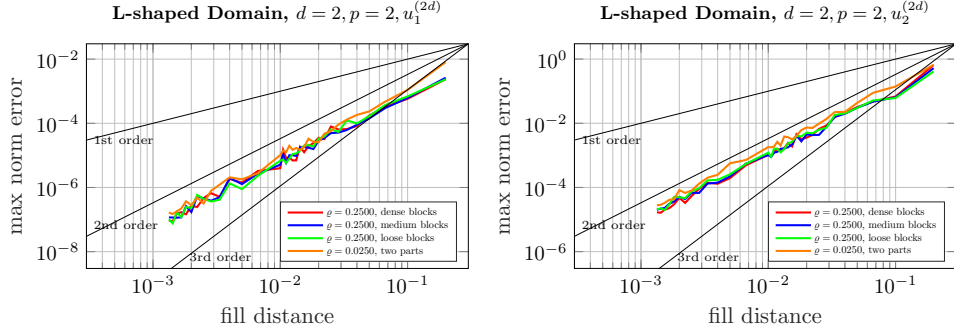 L-shaped Domain, $d = 2, p = 2, u_1^{(2d)}$
max norm error
10^{-2}
10^{-4}
10^{-6}
10^{-8}
1st order
2nd order
3rd order
ϱ = 0.2500, dense blocks
ϱ = 0.2500, medium blocks
ϱ = 0.2500, loose blocks
ϱ = 0.0250, two parts
10^{-3} 10^{-2} 10^{-1}
fill distance
L-shaped Domain, $d = 2, p = 2, u_2^{(2d)}$
max norm error
10^{0}
10^{-2}
10^{-4}
10^{-6}
1st order
2nd order
3rd order
ϱ = 0.2500, dense blocks
ϱ = 0.2500, medium blocks
ϱ = 0.2500, loose blocks
ϱ = 0.0250, two parts
10^{-3} 10^{-2} 10^{-1}
fill distance